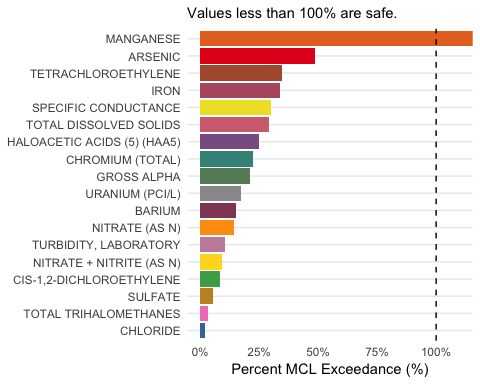 Values less than 100% are safe.
MANGANESE
ARSENIC
TETRACHLOROETHYLENE
IRON
SPECIFIC CONDUCTANCE
TOTAL DISSOLVED SOLIDS
HALOACETIC ACIDS (5) (HAA5)
CHROMIUM (TOTAL)
GROSS ALPHA
URANIUM (PCI/L)
BARIUM
NITRATE (AS N)
TURBIDITY, LABORATORY
NITRATE + NITRITE (AS N)
CIS-1,2-DICHLOROETHYLENE
SULFATE
TOTAL TRIHALOMETHANES
CHLORIDE
0% 25% 50% 75% 100%
Percent MCL Exceedance (%)